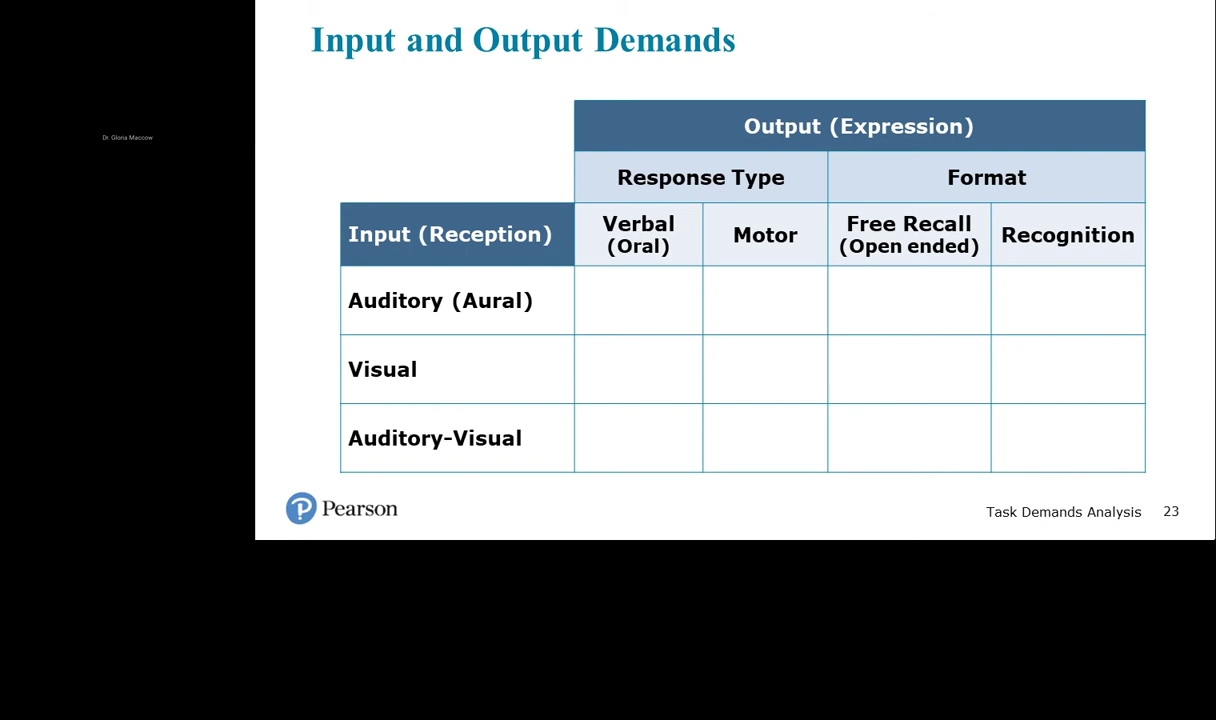 Input and Output Demands
Dr. Gloria Maccow
Output (Expression)
Response Type
Format
Input (Reception)
Verbal
(Oral)
Motor
Free Recall
(Open ended)
Recognition
Auditory (Aural)
Visual
Auditory-Visual
Pearson
Task Demands Analysis
23